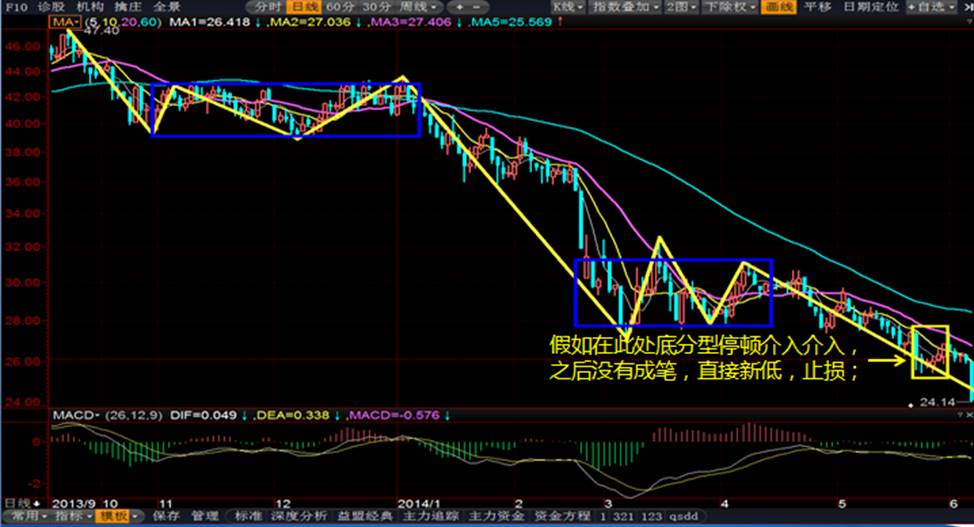 F10 诊股 机构 擒庄 全景 分时 日线 60分 30分 周线 + - K线 指数叠加 2图 下除权 画线 平移 日期定位 +自选
MA (5,10,20,60) MA1=26.418↓,MA2=27.036↓,MA3=27.406↓,MA5=25.569↑
47.40
46.00
44.00
42.00
40.00
38.00
36.00
34.00
32.00
30.00
28.00
26.00
24.00
假如在此处底分型停顿介入介入，
之后没有成笔，直接新低，止损；
24.14
MACD (26,12,9) DIF=0.049↓,DEA=0.338↓,MACD=-0.576↓
0
-2
日线 2013/9 10 11 12 2014/1 2 3 4 5 6
常用 指标 模板 保存 管理 标准 深度分析 益盟经典 主力追踪 主力资金 资金方程 1 321 123 qsdd